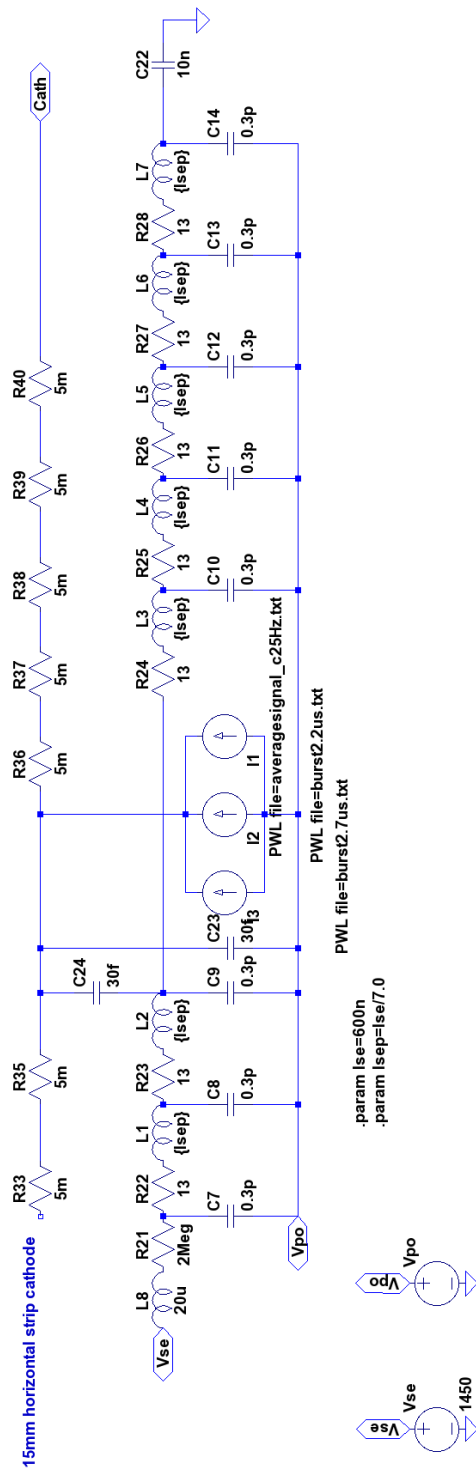 15mm horizontal strip cathode
R33
5m
R35
5m
R36
5m
R37
5m
R38
5m
R39
5m
R40
5m
Cath
C24
30f
C23
30f
Vse
L8
20u
R21
2Meg
R22
13
L1
{lsep}
R23
13
L2
{lsep}
R24
13
L3
{lsep}
R25
13
L4
{lsep}
R26
13
L5
{lsep}
R27
13
L6
{lsep}
R28
13
L7
{lsep}
C22
10n
C7
0.3p
C8
0.3p
C9
0.3p
C10
0.3p
C11
0.3p
C12
0.3p
C13
0.3p
C14
0.3p
I3
I2
I1
PWL file=averagesignal_c25Hz.txt
PWL file=burst2.2us.txt
PWL file=burst2.7us.txt
Vpo
.param lse=600n
.param lsep=lse/7.0
Vse
Vse
1450
Vpo
Vpo